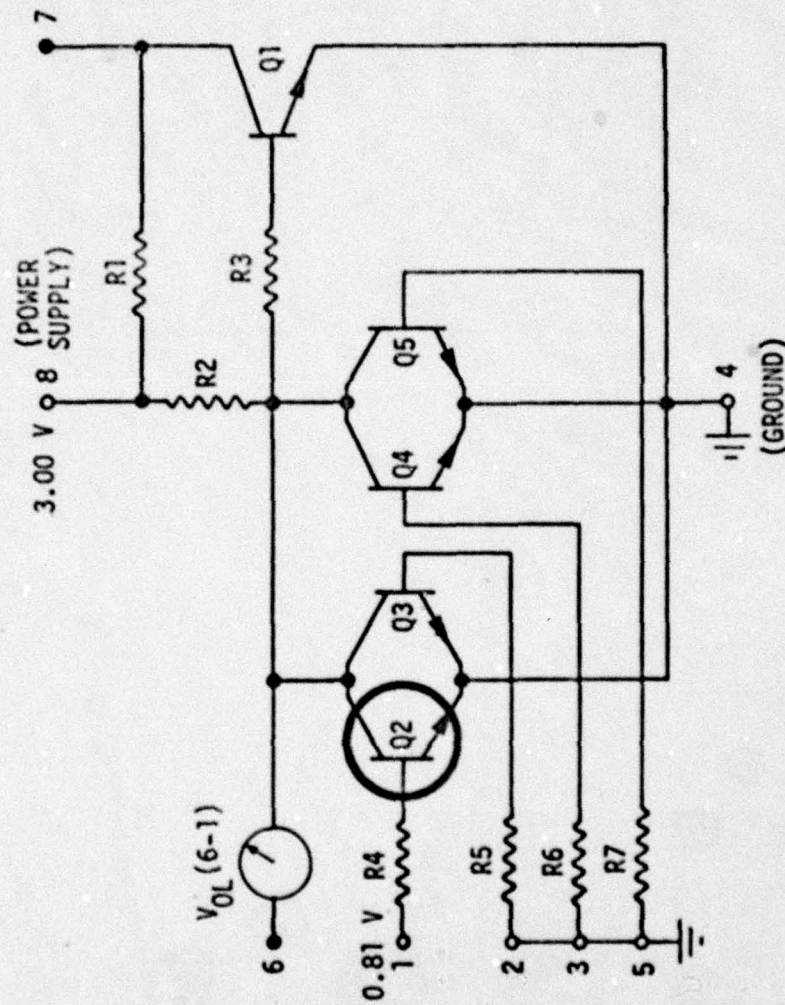 7
8 (POWER
SUPPLY)
3.00 V
R1
Q1
R2
R3
V_OL (6-1)
6
Q2
Q3
Q4
Q5
0.81 V
1
R4
2
R5
3
R6
5
R7
4
(GROUND)